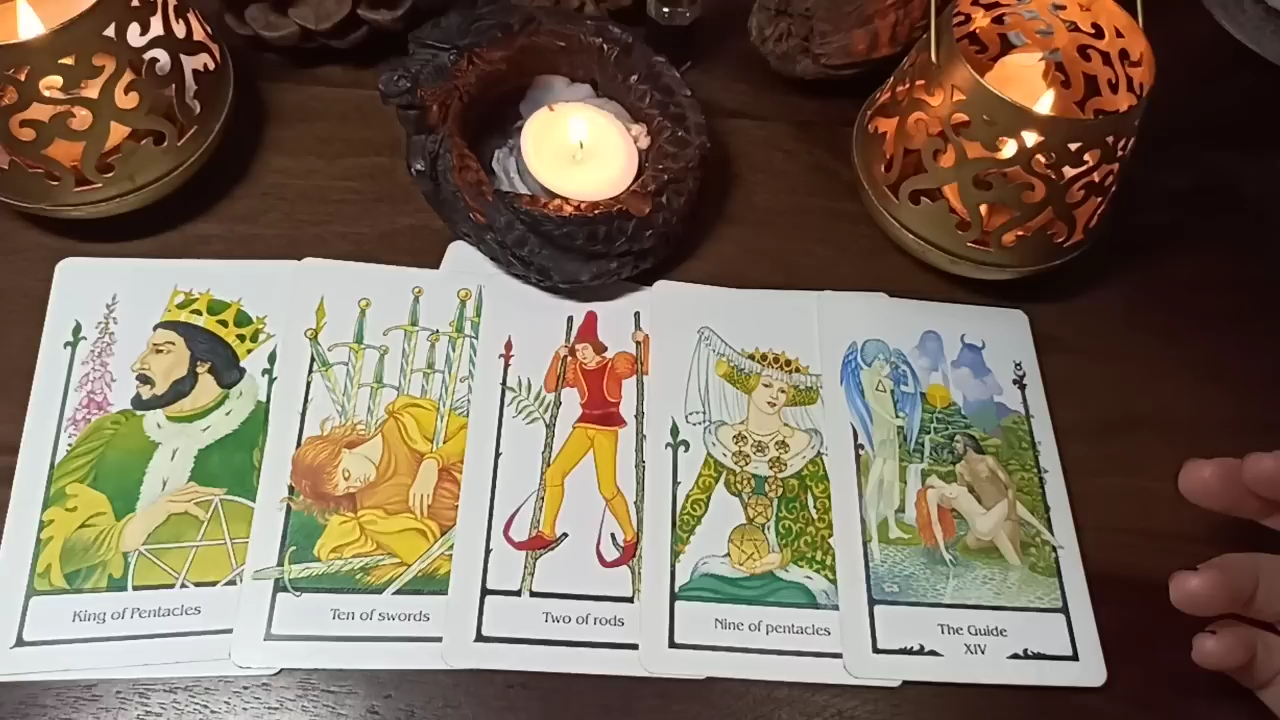 King of Pentacles
Ten of swords
Two of rods
Nine of pentacles
The Guide
XIV